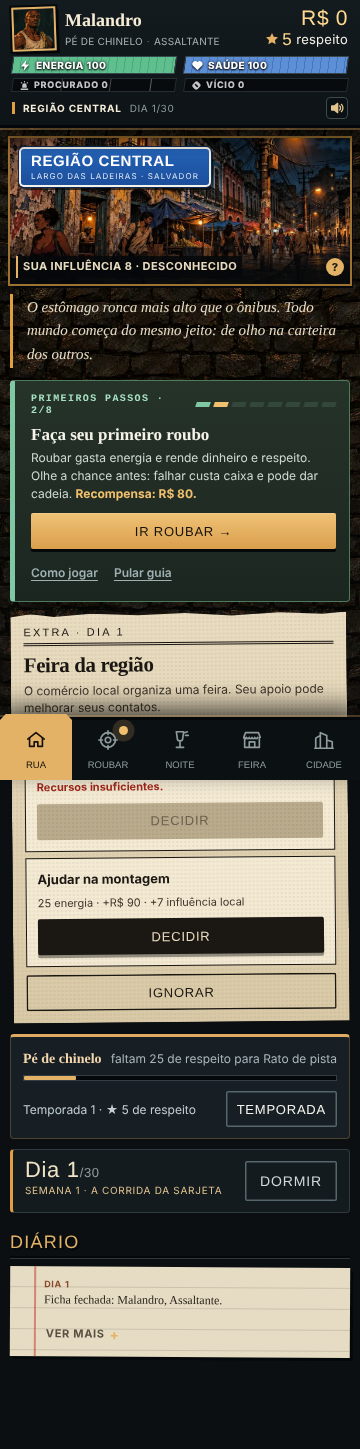 Malandro
R$ 0
PÉ DE CHINELO · ASSALTANTE
★ 5 respeito
ENERGIA 100
SAÚDE 100
PROCURADO 0
VÍCIO 0
REGIÃO CENTRAL DIA 1/30
REGIÃO CENTRAL
LARGO DAS LADEIRAS · SALVADOR
SUA INFLUÊNCIA 8 · DESCONHECIDO
?
O estômago ronca mais alto que o ônibus. Todo
mundo começa do mesmo jeito: de olho na carteira
dos outros.
PRIMEIROS PASSOS ·
2/8
Faça seu primeiro roubo
Roubar gasta energia e rende dinheiro e respeito.
Olhe a chance antes: falhar custa caixa e pode dar
cadeia. Recompensa: R$ 80.
IR ROUBAR →
Como jogar Pular guia
EXTRA · DIA 1
Feira da região
O comércio local organiza uma feira. Seu apoio pode
melhorar seus contatos.
RUA
ROUBAR
NOITE
FEIRA
CIDADE
Recursos insuficientes.
DECIDIR
Ajudar na montagem
25 energia · +R$ 90 · +7 influência local
DECIDIR
IGNORAR
Pé de chinelo faltam 25 de respeito para Rato de pista
Temporada 1 · ★ 5 de respeito
TEMPORADA
Dia 1/30
SEMANA 1 · A CORRIDA DA SARJETA
DORMIR
DIÁRIO
DIA 1
Ficha fechada: Malandro, Assaltante.
VER MAIS +